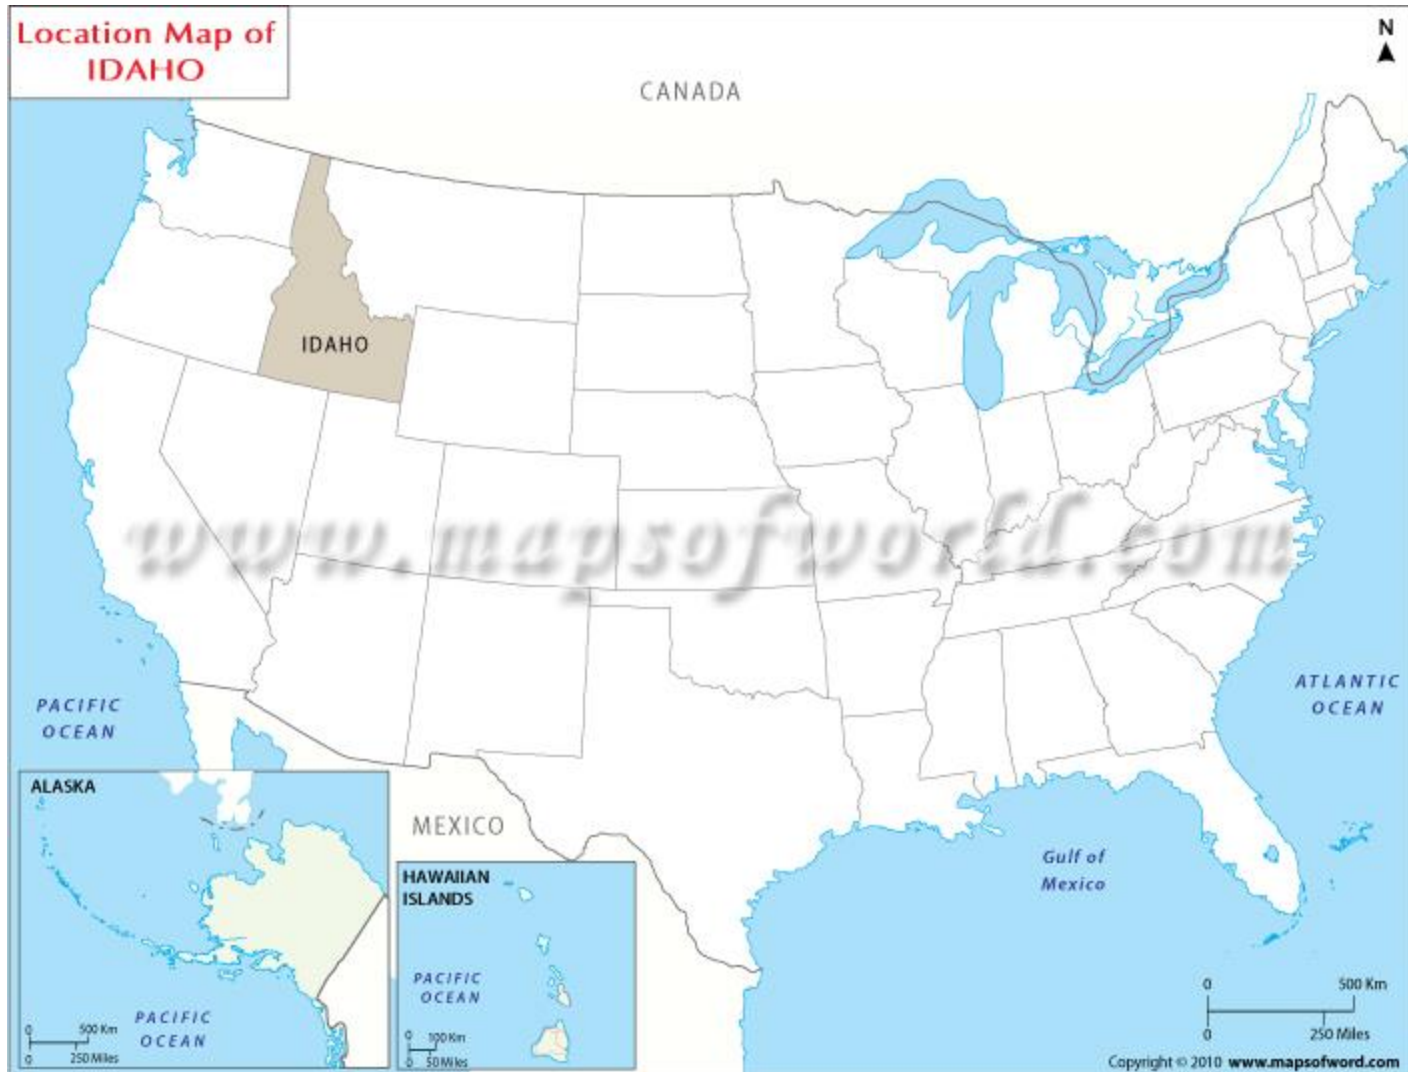 Location Map of
IDAHO
N
CANADA
IDAHO
www.mapsofworld.com
PACIFIC
OCEAN
ATLANTIC
OCEAN
ALASKA
MEXICO
Gulf of
Mexico
HAWAIIAN
ISLANDS
PACIFIC
OCEAN
PACIFIC
OCEAN
0 500 Km
0 250 Miles
0 100 Km
0 50 Miles
0 500 Km
0 250 Miles
Copyright © 2010 www.mapsofword.com